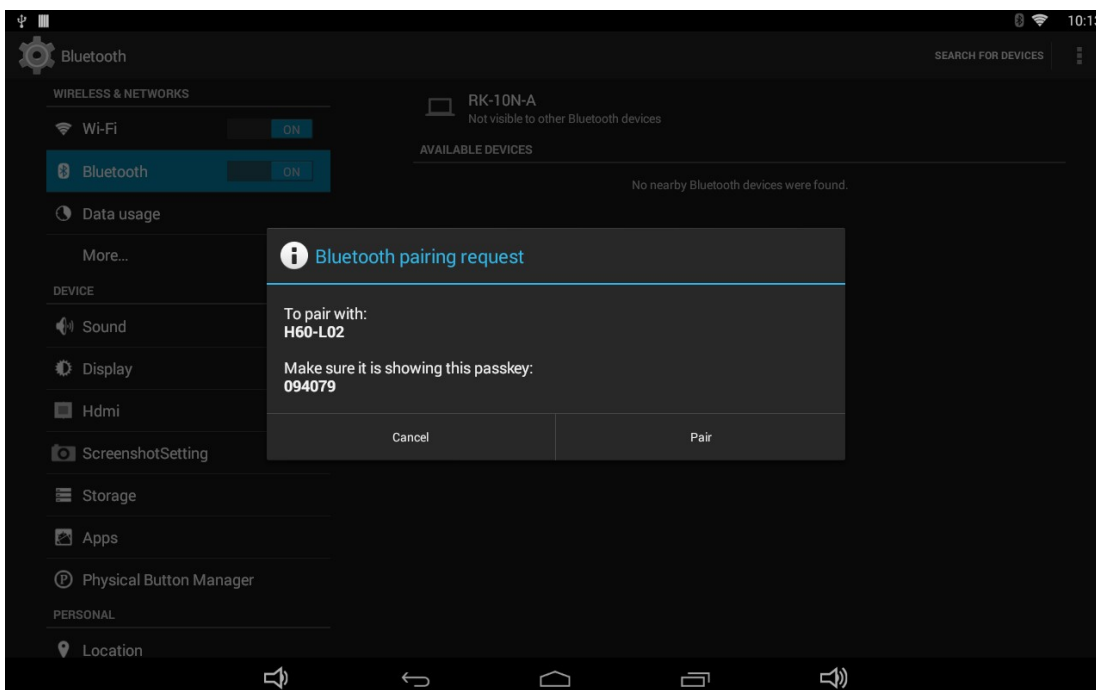 10:13
Bluetooth
SEARCH FOR DEVICES
WIRELESS & NETWORKS
Wi-Fi
ON
Bluetooth
ON
Data usage
More...
DEVICE
Sound
Display
Hdmi
ScreenshotSetting
Storage
Apps
Physical Button Manager
PERSONAL
Location
RK-10N-A
Not visible to other Bluetooth devices
AVAILABLE DEVICES
No nearby Bluetooth devices were found.
Bluetooth pairing request
To pair with:
H60-L02
Make sure it is showing this passkey:
094079
Cancel
Pair